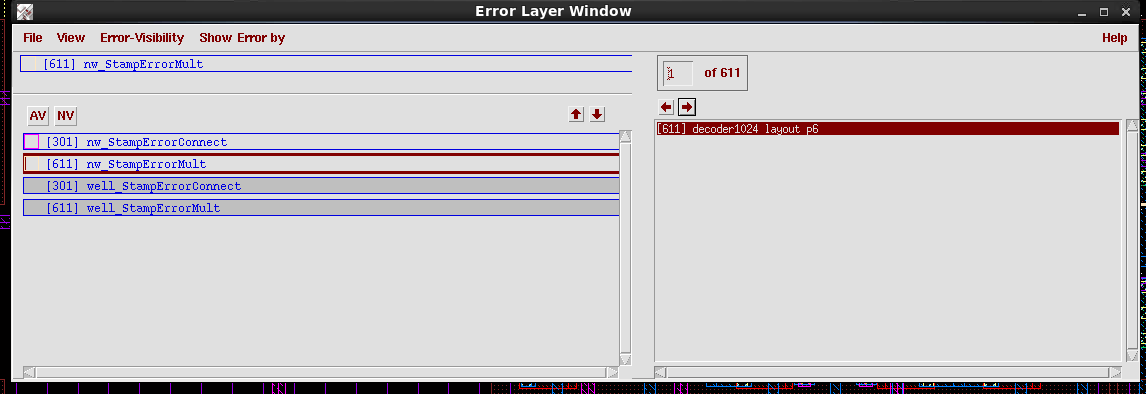 Error Layer Window
File View Error-Visibility Show Error by Help
[611] nw_StampErrorMult
1 of 611
AV NV
[301] nw_StampErrorConnect
[611] nw_StampErrorMult
[301] well_StampErrorConnect
[611] well_StampErrorMult
[611] decoder1024 layout p6